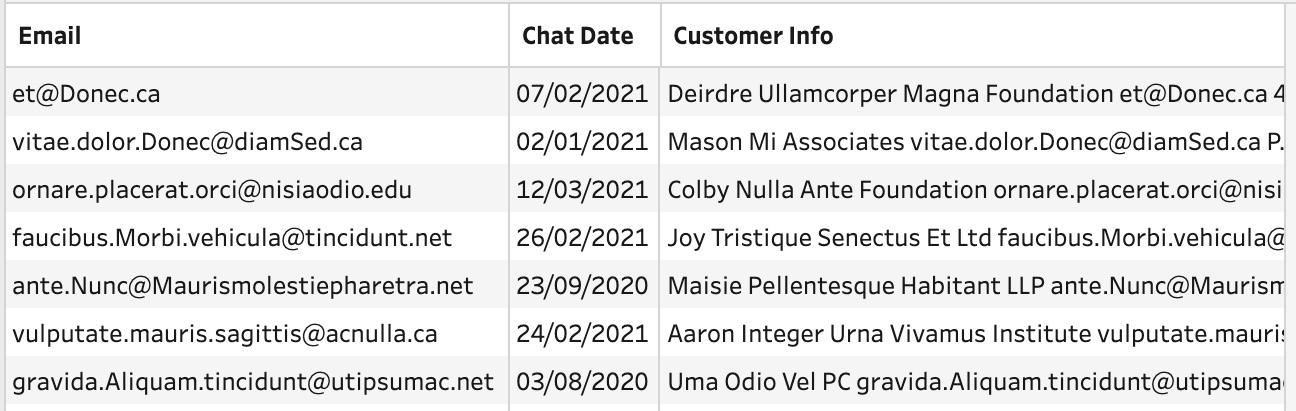 Email Chat Date Customer Info
et@Donec.ca 07/02/2021 Deirdre Ullamcorper Magna Foundation et@Donec.ca 4
vitae.dolor.Donec@diamSed.ca 02/01/2021 Mason Mi Associates vitae.dolor.Donec@diamSed.ca P.
ornare.placerat.orci@nisiaodio.edu 12/03/2021 Colby Nulla Ante Foundation ornare.placerat.orci@nisi
faucibus.Morbi.vehicula@tincidunt.net 26/02/2021 Joy Tristique Senectus Et Ltd faucibus.Morbi.vehicula@
ante.Nunc@Maurismolestiepharetra.net 23/09/2020 Maisie Pellentesque Habitant LLP ante.Nunc@Maurism
vulputate.mauris.sagittis@acnulla.ca 24/02/2021 Aaron Integer Urna Vivamus Institute vulputate.mauris
gravida.Aliquam.tincidunt@utipsumac.net 03/08/2020 Uma Odio Vel PC gravida.Aliquam.tincidunt@utipsumac